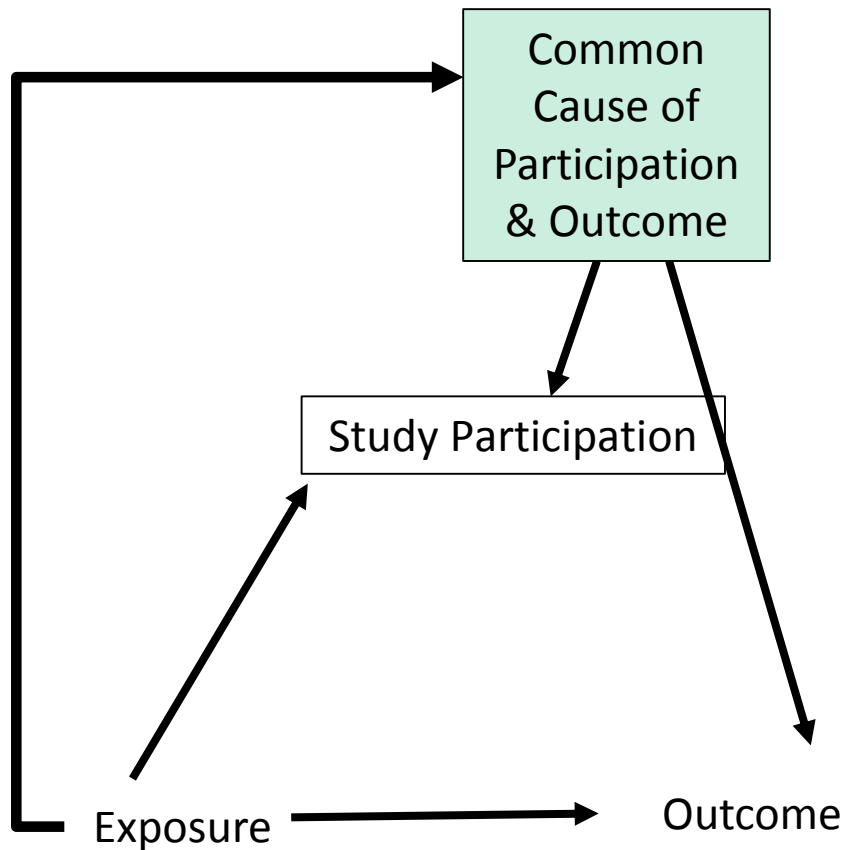 Common
Cause of
Participation
& Outcome
Study Participation
Exposure
Outcome